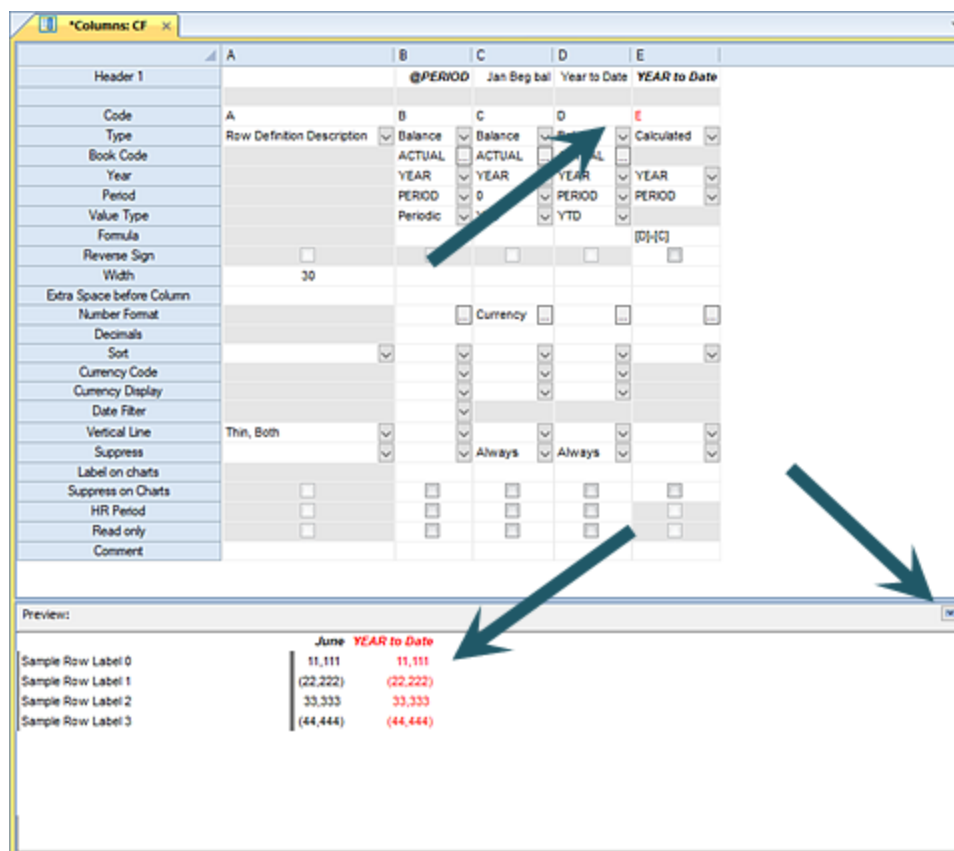 *Columns: CF ×
A B C D E
Header 1 @PERIOD Jan Beg bal Year to Date YEAR to Date
Code A B C D E
Type Row Definition Description Balance Balance Calculated
Book Code ACTUAL ... ACTUAL ... ...
Year YEAR YEAR YEAR YEAR
Period PERIOD 0 PERIOD PERIOD
Value Type Periodic YTD
Formula [D]-[C]
Reverse Sign
Width 30
Extra Space before Column
Number Format ... Currency ... ... ...
Decimals
Sort
Currency Code
Currency Display
Date Filter
Vertical Line Thin, Both
Suppress Always Always
Label on charts
Suppress on Charts
HR Period
Read only
Comment
Preview:
June YEAR to Date
Sample Row Label 0 11,111 11,111
Sample Row Label 1 (22,222) (22,222)
Sample Row Label 2 33,333 33,333
Sample Row Label 3 (44,444) (44,444)